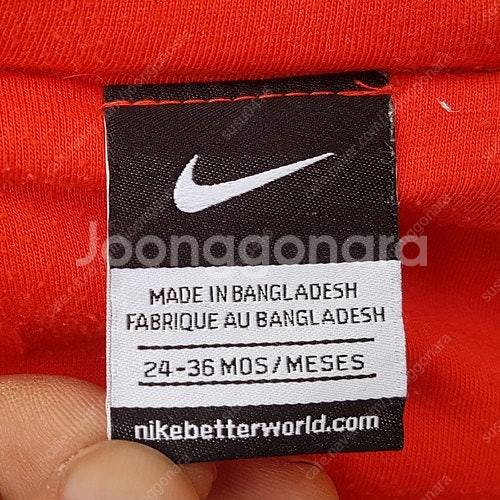 Joonggonara
MADE IN BANGLADESH
FABRIQUE AU BANGLADESH
24-36 MOS/MESES
nikebetterworld.com